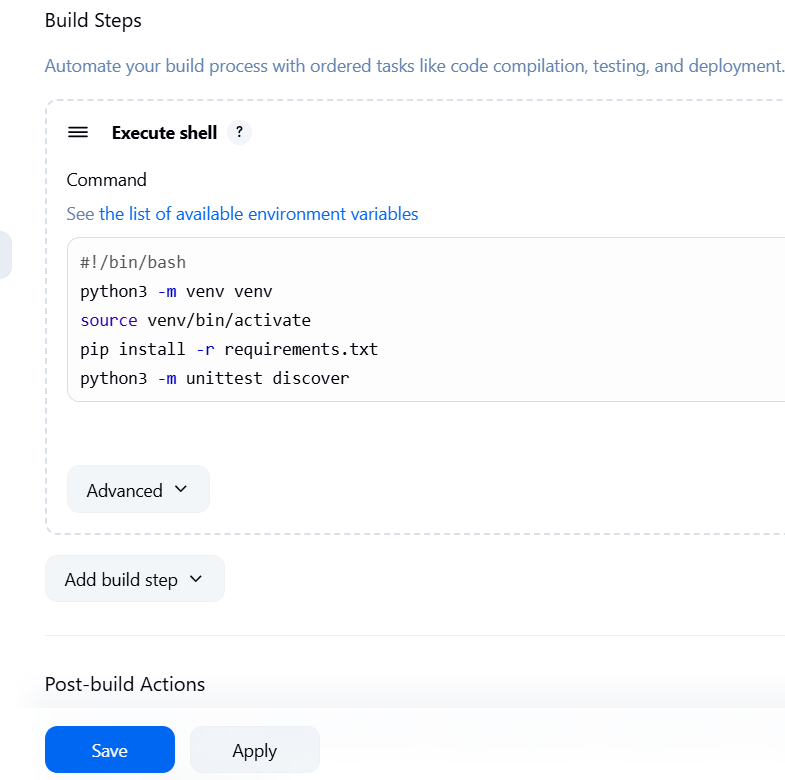 Build Steps
Automate your build process with ordered tasks like code compilation, testing, and deployment.
Execute shell ?
Command
See the list of available environment variables
#!/bin/bash
python3 -m venv venv
source venv/bin/activate
pip install -r requirements.txt
python3 -m unittest discover
Advanced
Add build step
Post-build Actions
Save Apply